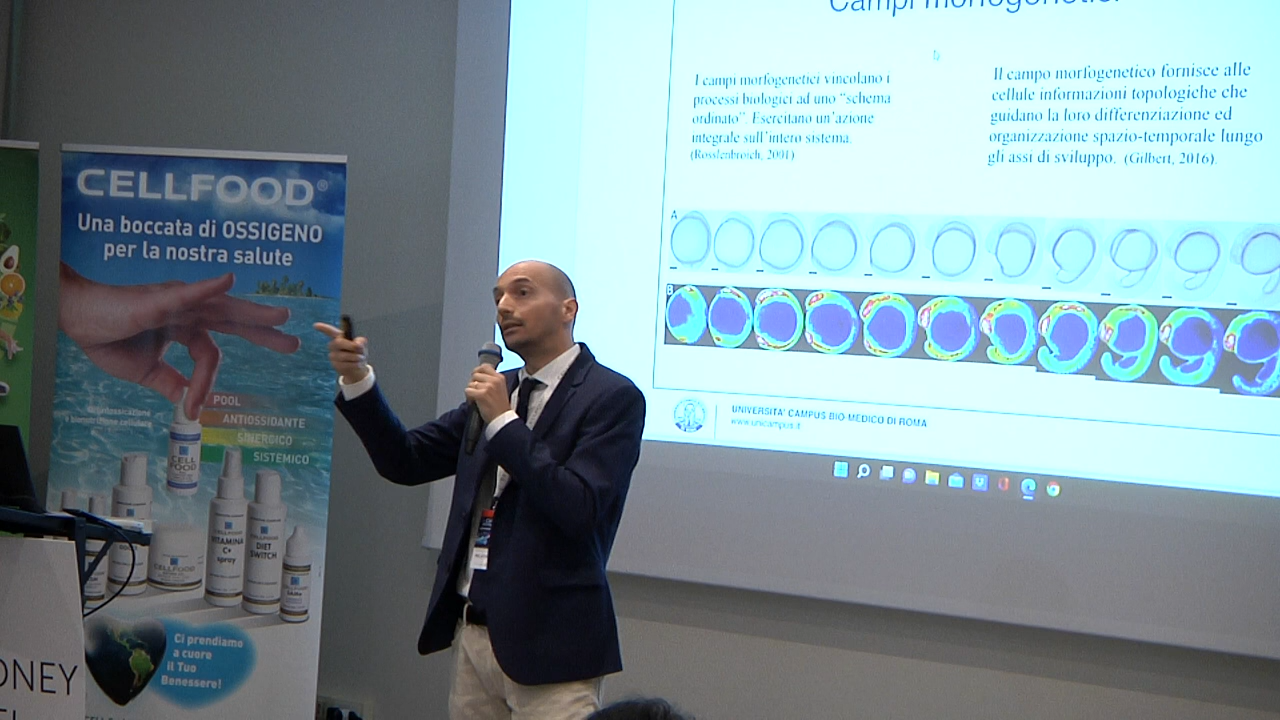 Campi morfogenetici
I campi morfogenetici vincolano i
processi biologici ad uno “schema
ordinato”. Esercitano un’azione
integrale sull’intero sistema.
(Rosslenbroich, 2001)
Il campo morfogenetico fornisce alle
cellule informazioni topologiche che
guidano la loro differenziazione ed
organizzazione spazio-temporale lungo
gli assi di sviluppo. (Gilbert, 2016).
A
B
UNIVERSITA' CAMPUS BIO-MEDICO DI ROMA
www.unicampus.it
CELLFOOD®
Una boccata di OSSIGENO
per la nostra salute
POOL
ANTIOSSIDANTE
SINERGICO
SISTEMICO
CELL
FOOD
CELLFOOD
VITAMINA
C+
spray
DIET
SWITCH
CELLFOOD
Ci prendiamo
a cuore
il Tuo
Benessere!
ONEY